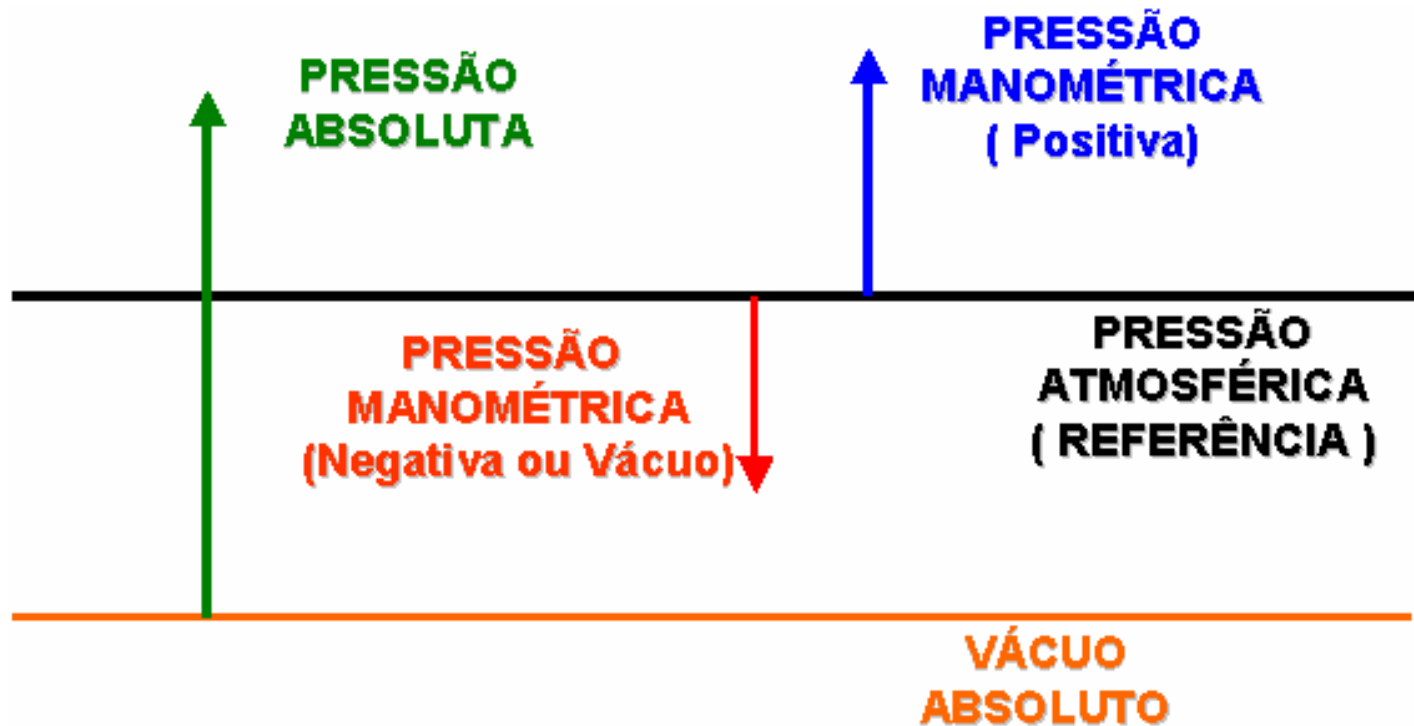 PRESSÃO
ABSOLUTA
PRESSÃO
MANOMÉTRICA
( Positiva)
PRESSÃO
MANOMÉTRICA
(Negativa ou Vácuo)
PRESSÃO
ATMOSFÉRICA
( REFERÊNCIA )
VÁCUO
ABSOLUTO